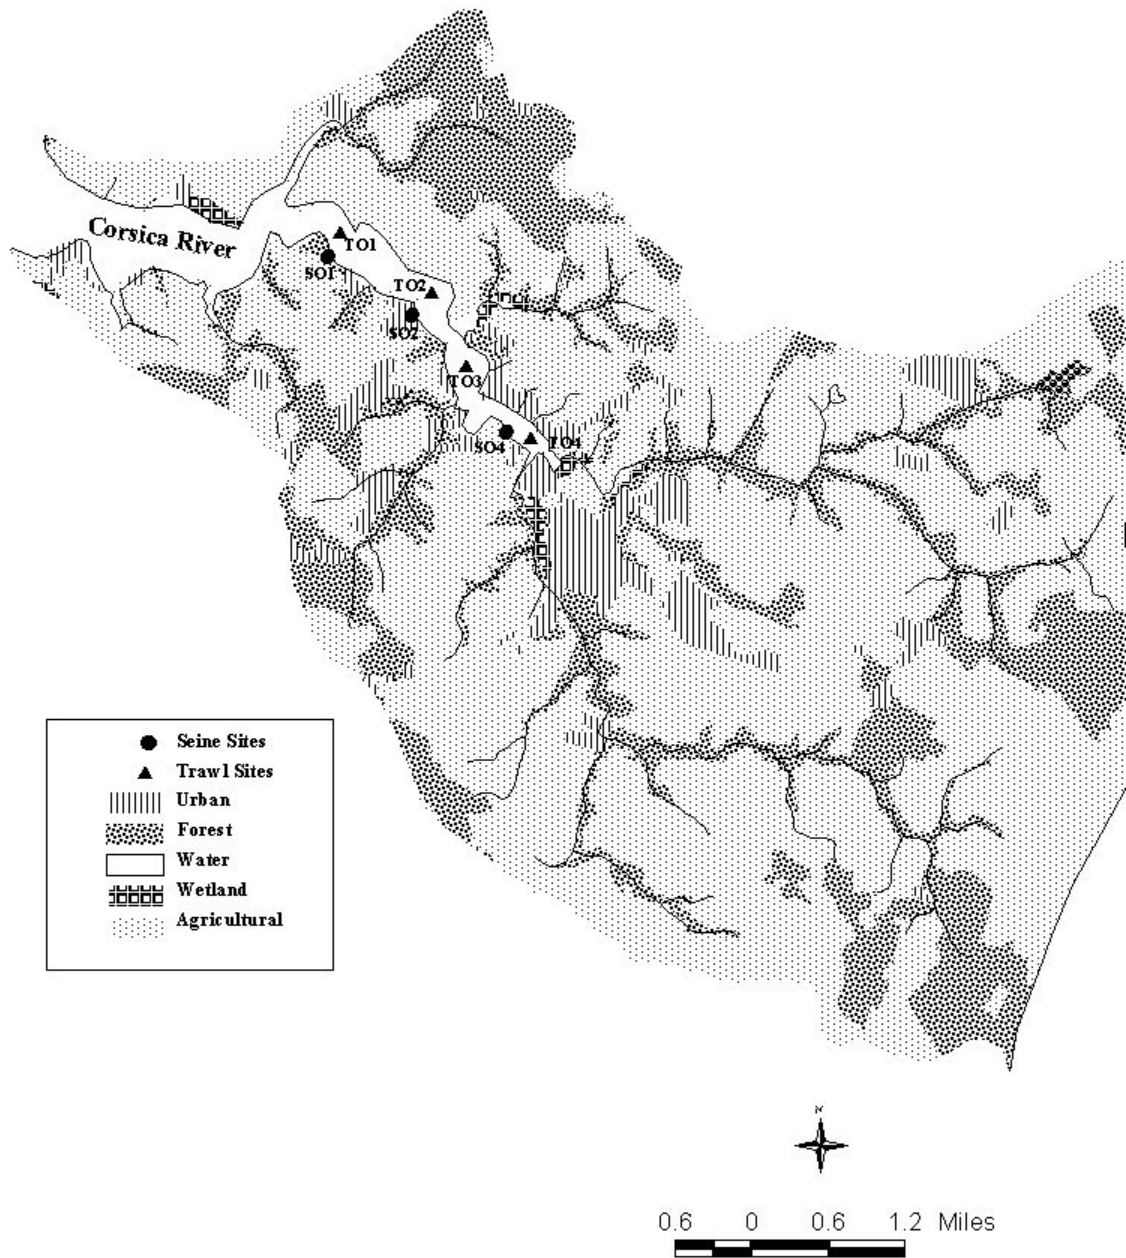 Corsica River
TO1
SO1
TO2
SO2
TO3
SO4
TO4
Seine Sites
Trawl Sites
Urban
Forest
Water
Wetland
Agricultural
N
0.6 0 0.6 1.2 Miles